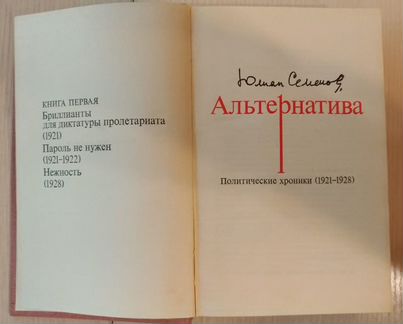 КНИГА ПЕРВАЯ
Бриллианты
для диктатуры пролетариата
(1921)
Пароль не нужен
(1921–1922)
Нежность
(1928)
Юлиан Семенов
Альтернатива
Политические хроники (1921–1928)